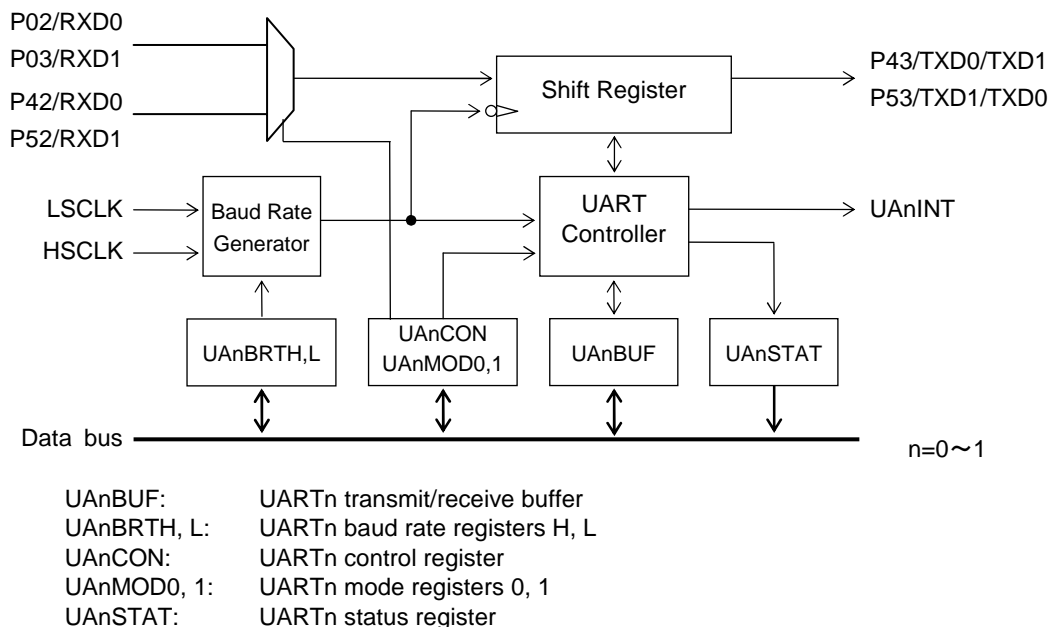 P02/RXD0
P03/RXD1
P42/RXD0
P52/RXD1
Shift Register
P43/TXD0/TXD1
P53/TXD1/TXD0
LSCLK
HSCLK
Baud Rate
Generator
UART
Controller
UAnINT
UAnBRTH,L
UAnCON
UAnMOD0,1
UAnBUF
UAnSTAT
Data bus
n=0～1
UAnBUF: UARTn transmit/receive buffer
UAnBRTH, L: UARTn baud rate registers H, L
UAnCON: UARTn control register
UAnMOD0, 1: UARTn mode registers 0, 1
UAnSTAT: UARTn status register